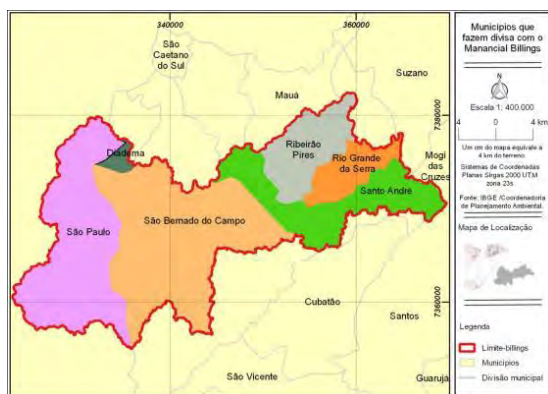 340000
360000
São
Caetano
do Sul
Suzano
Mauá
7380000
Ribeirão
Pires
Diadema
Rio Grande
da Serra
Mogi
das
Cruzes
Santo André
São Bernado do Campo
São Paulo
Cubatão
7360000
Santos
São Vicente
Guarujá
Municípios que
fazem divisa com o
Manancial Billings
N
Escala 1: 400.000
4 0 4
km
Um cm do mapa equivale a
4 km do terreno.
Sistemas de Coordenadas
Planas Sirgas 2000 UTM
zona 23s
Fonte: IBGE /Coordenadoria
de Planejamento Ambiental.
Mapa de Localização
Legenda
Limite-billings
Municípios
Divisão municipal